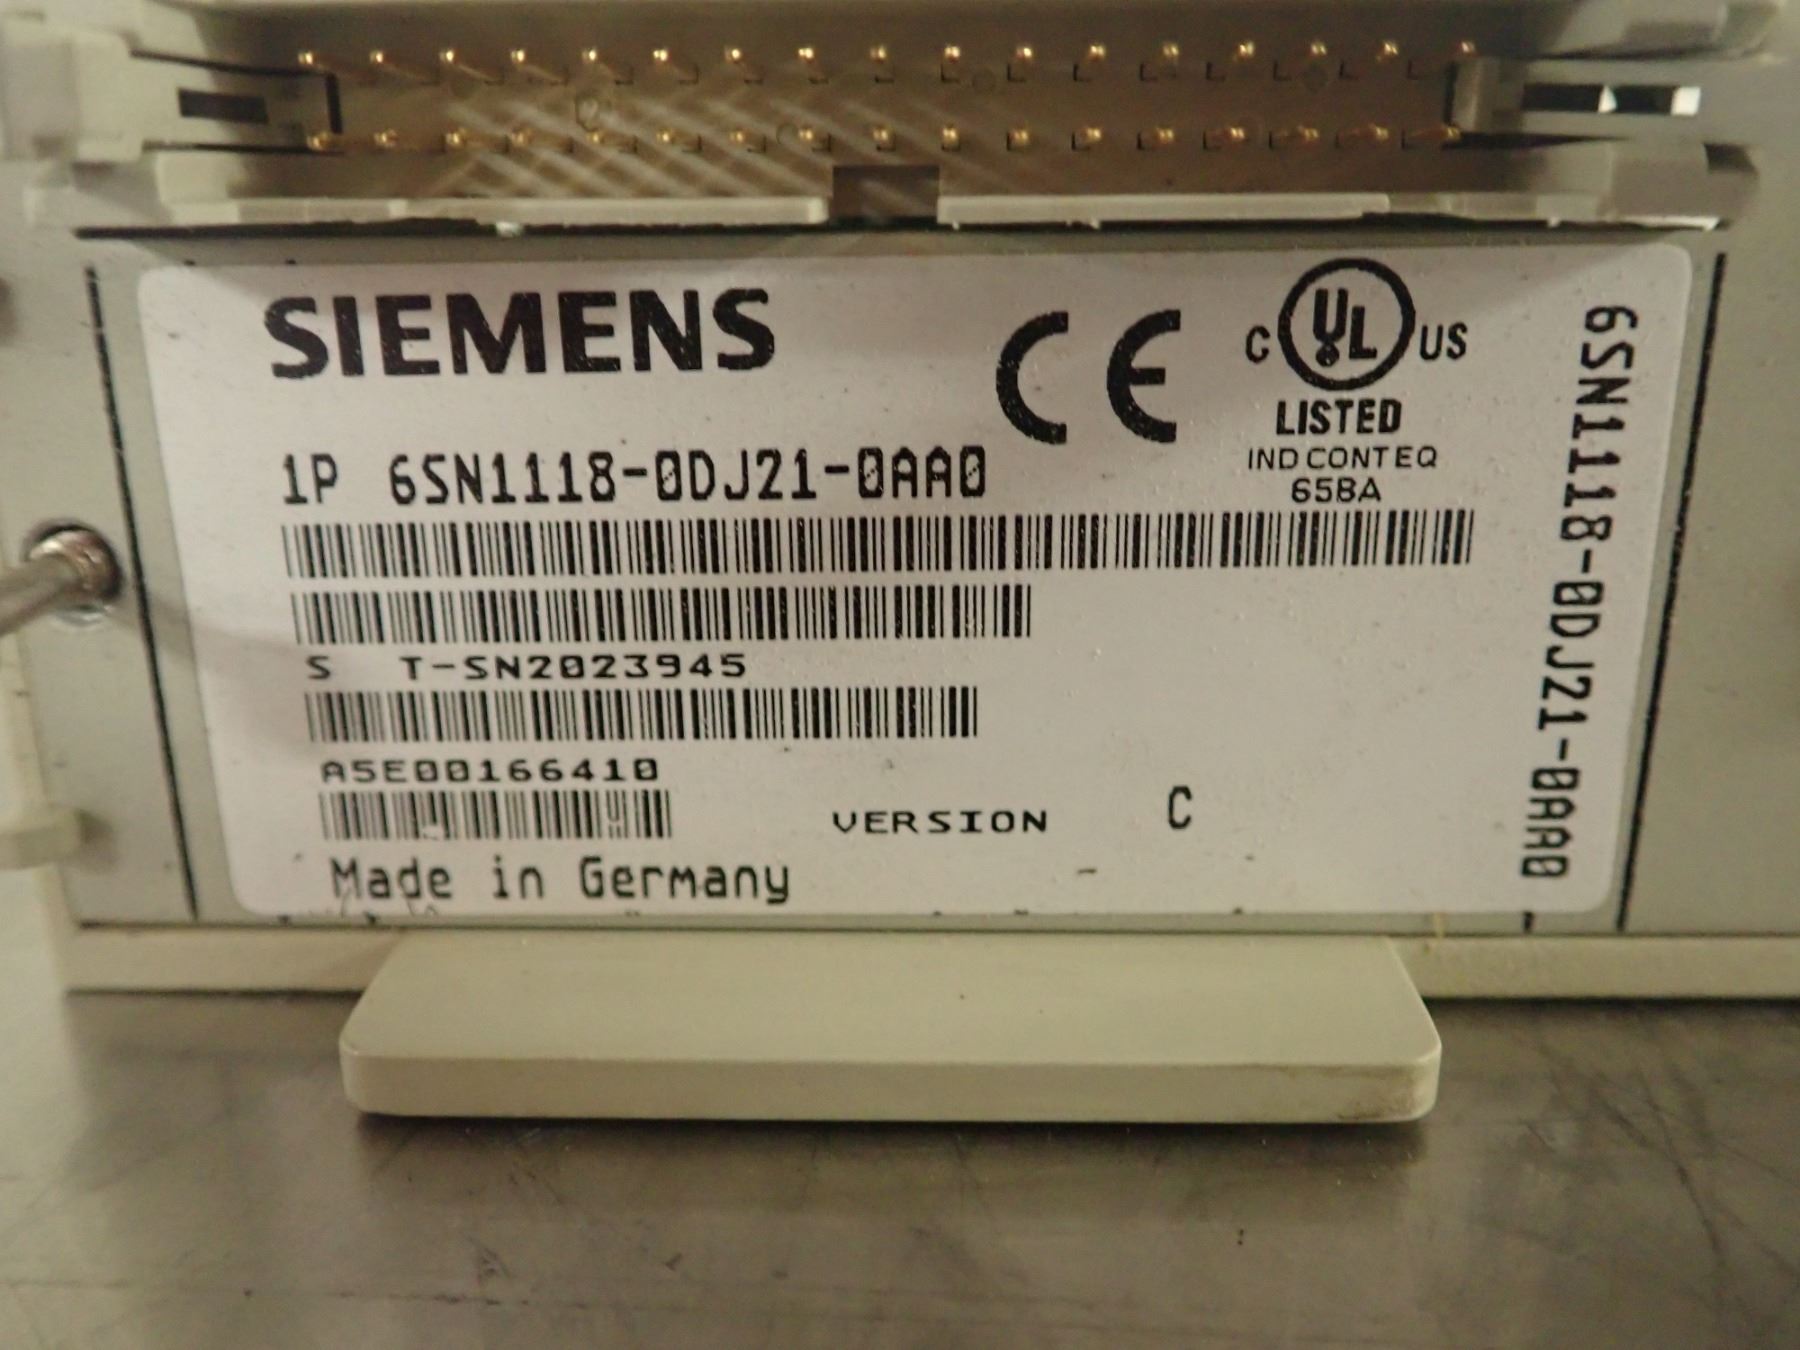 SIEMENS
CE
C UL US
LISTED
IND CONT EQ
65BA
1P 6SN1118-0DJ21-0AA0
S T-SN2023945
A5E00166410
VERSION C
Made in Germany
6SN1118-0DJ21-0AA0